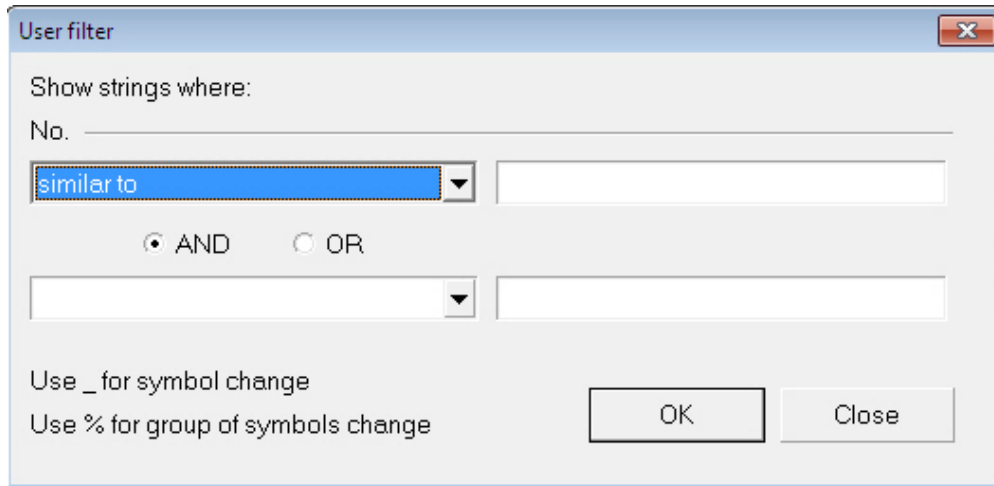 User filter
Show strings where:
No.
similar to
AND OR
Use _ for symbol change
Use % for group of symbols change
OK Close